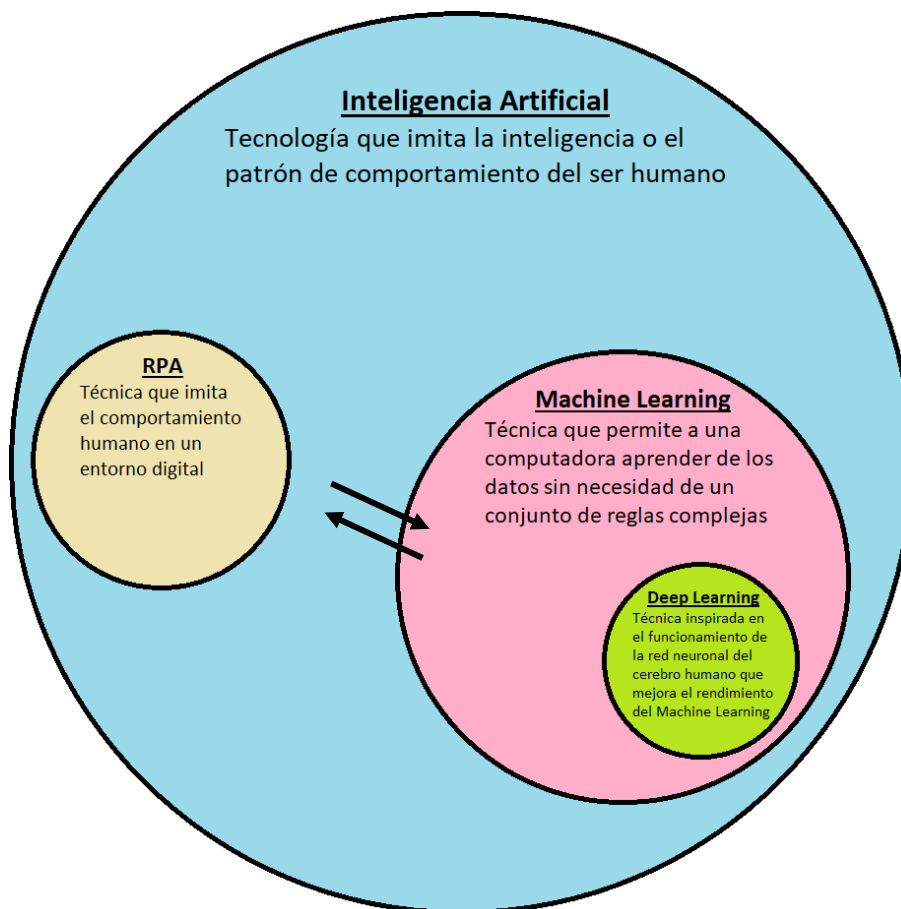 Inteligencia Artificial
Tecnología que imita la inteligencia o el
patrón de comportamiento del ser humano
RPA
Técnica que imita
el comportamiento
humano en un
entorno digital
Machine Learning
Técnica que permite a una
computadora aprender de los
datos sin necesidad de un
conjunto de reglas complejas
Deep Learning
Técnica inspirada en
el funcionamiento de
la red neuronal del
cerebro humano que
mejora el rendimiento
del Machine Learning